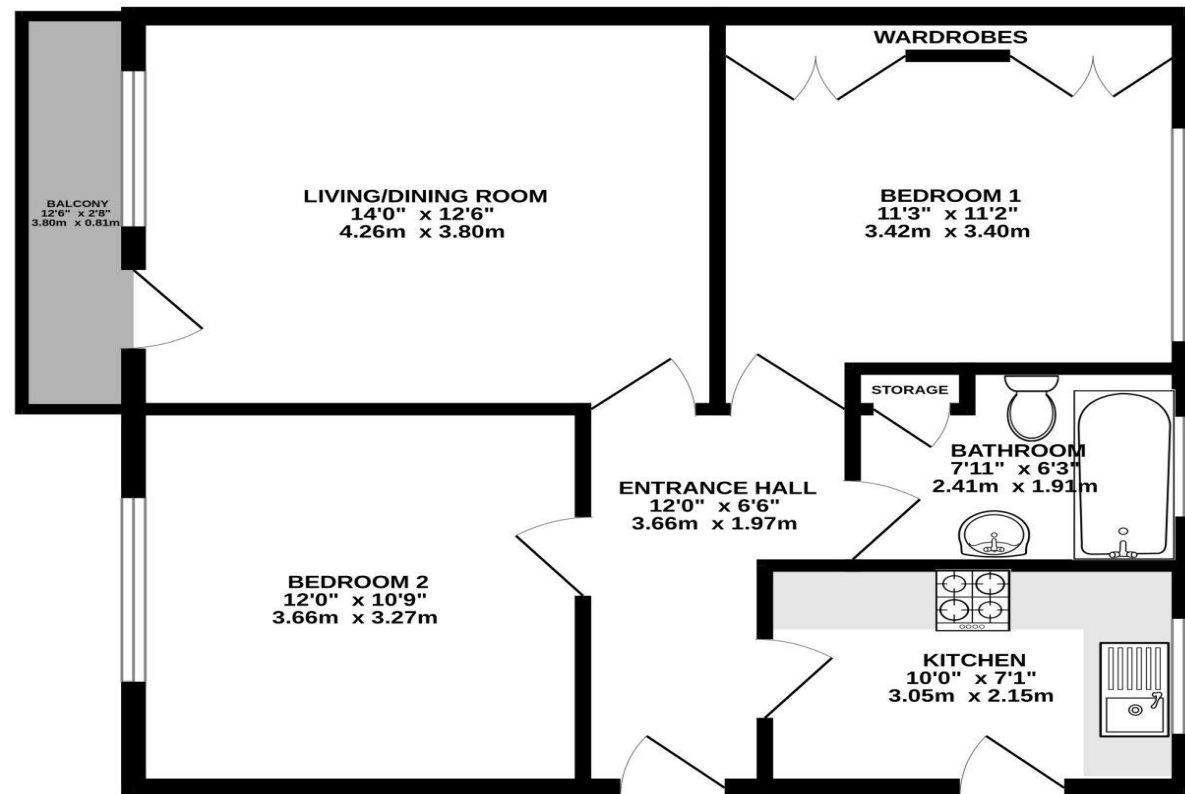 WARDROBES
BALCONY
12'6" x 2'8"
3.80m x 0.81m
LIVING/DINING ROOM
14'0" x 12'6"
4.26m x 3.80m
BEDROOM 1
11'3" x 11'2"
3.42m x 3.40m
STORAGE
BATHROOM
7'11" x 6'3"
2.41m x 1.91m
ENTRANCE HALL
12'0" x 6'6"
3.66m x 1.97m
BEDROOM 2
12'0" x 10'9"
3.66m x 3.27m
KITCHEN
10'0" x 7'1"
3.05m x 2.15m